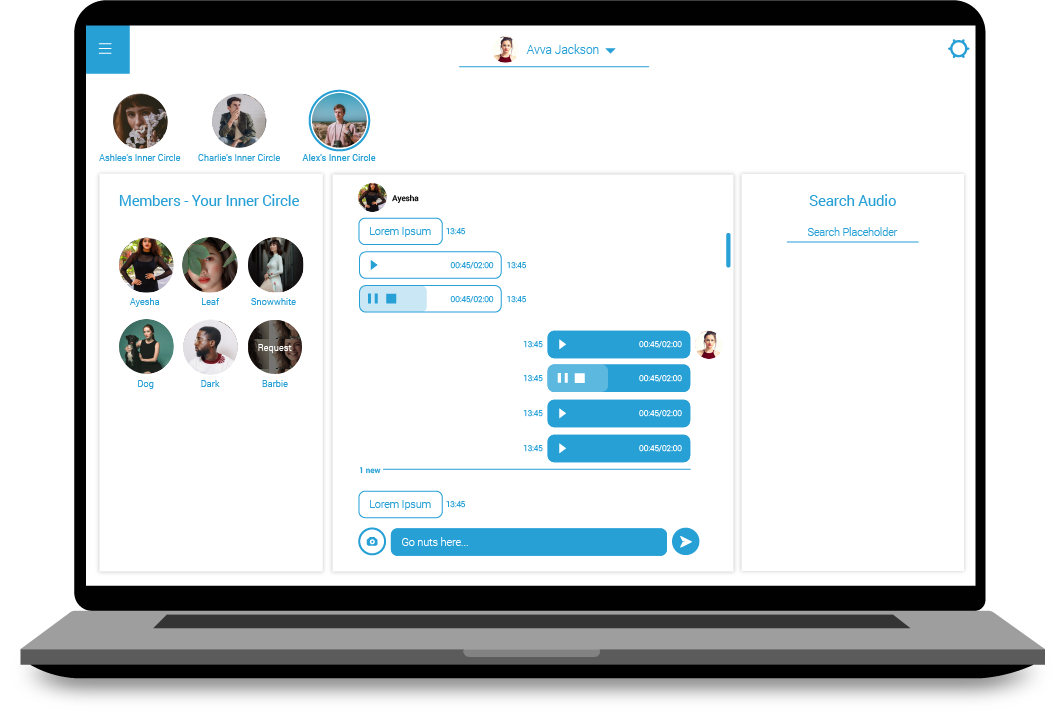 Avva Jackson
Ashlee's Inner Circle
Charlie's Inner Circle
Alex's Inner Circle
Members - Your Inner Circle
Ayesha
Leaf
Snowwhite
Request
Dog
Dark
Barbie
Ayesha
Lorem Ipsum 13:45
00:45/02:00 13:45
00:45/02:00 13:45
13:45 00:45/02:00
13:45 00:45/02:00
13:45 00:45/02:00
13:45 00:45/02:00
1 new
Lorem Ipsum 13:45
Go nuts here...
Search Audio
Search Placeholder